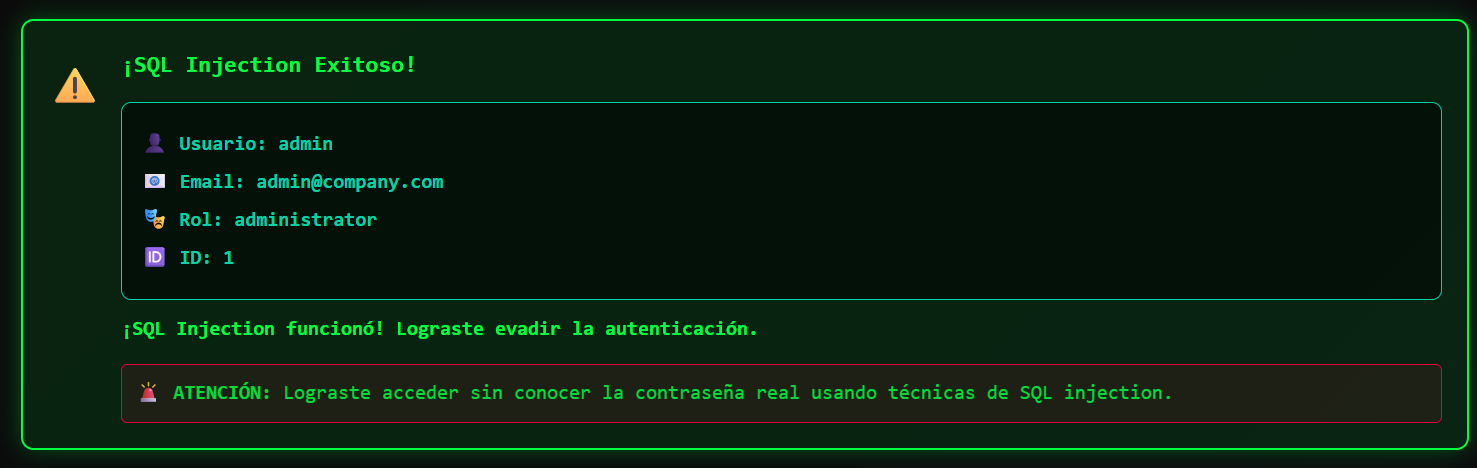 ¡SQL Injection Exitoso!
Usuario: admin
Email: admin@company.com
Rol: administrator
ID: 1
¡SQL Injection funcionó! Lograste evadir la autenticación.
ATENCIÓN: Lograste acceder sin conocer la contraseña real usando técnicas de SQL injection.